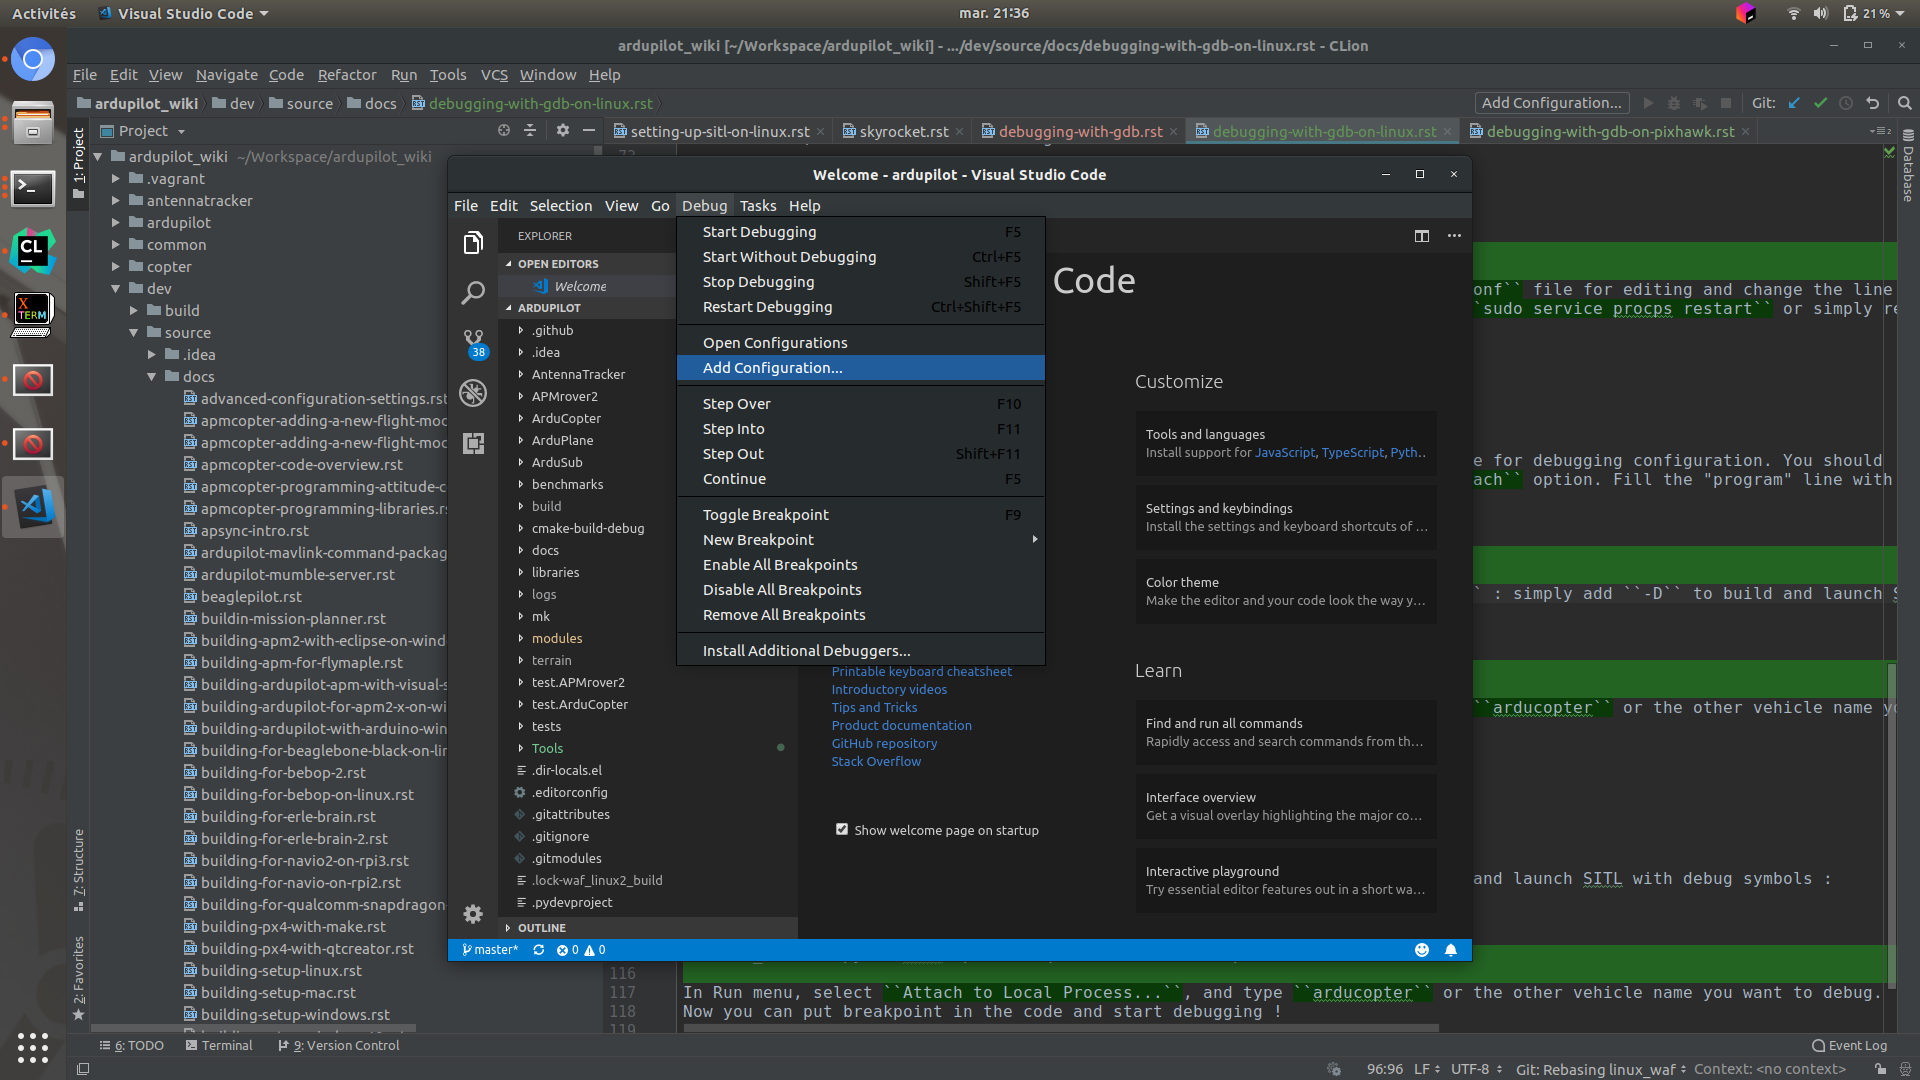 Activités
Visual Studio Code
mar. 21:36
21 %
ardupilot_wiki [~/Workspace/ardupilot_wiki] - .../dev/source/docs/debugging-with-gdb-on-linux.rst - CLion
File Edit View Navigate Code Refactor Run Tools VCS Window Help
ardupilot_wiki dev source docs debugging-with-gdb-on-linux.rst
Add Configuration... Git:
Project
setting-up-sitl-on-linux.rst skyrocket.rst debugging-with-gdb.rst debugging-with-gdb-on-linux.rst debugging-with-gdb-on-pixhawk.rst
1: Project
Database
7: Structure
2: Favorites
ardupilot_wiki ~/Workspace/ardupilot_wiki
.vagrant
antennatracker
ardupilot
common
copter
dev
build
source
.idea
docs
advanced-configuration-settings.rst
apmcopter-adding-a-new-flight-moc
apmcopter-adding-a-new-flight-moc
apmcopter-code-overview.rst
apmcopter-programming-attitude-c
apmcopter-programming-libraries.rs
apsync-intro.rst
ardupilot-mavlink-command-packag
ardupilot-mumble-server.rst
beaglepilot.rst
buildin-mission-planner.rst
building-apm2-with-eclipse-on-wind
building-apm-for-flymaple.rst
building-ardupilot-apm-with-visual-s
building-ardupilot-for-apm2-x-on-wi
building-ardupilot-with-arduino-win
building-for-beaglebone-black-on-lin
building-for-bebop-2.rst
building-for-bebop-on-linux.rst
building-for-erle-brain.rst
building-for-erle-brain-2.rst
building-for-navio2-on-rpi3.rst
building-for-navio-on-rpi2.rst
building-for-qualcomm-snapdragon-
building-px4-with-make.rst
building-px4-with-qtcreator.rst
building-setup-linux.rst
building-setup-mac.rst
building-setup-windows.rst
Welcome - ardupilot - Visual Studio Code
File Edit Selection View Go Debug Tasks Help
EXPLORER
OPEN EDITORS
Welcome
ARDUPILOT
38
.github
.idea
AntennaTracker
APMrover2
ArduCopter
ArduPlane
ArduSub
benchmarks
build
cmake-build-debug
docs
libraries
logs
mk
modules
terrain
test.APMrover2
test.ArduCopter
tests
Tools
.dir-locals.el
.editorconfig
.gitattributes
.gitignore
.gitmodules
.lock-waf_linux2_build
.pydevproject
OUTLINE
master* 0 0
Start Debugging F5
Start Without Debugging Ctrl+F5
Stop Debugging Shift+F5
Restart Debugging Ctrl+Shift+F5
Open Configurations
Add Configuration...
Step Over F10
Step Into F11
Step Out Shift+F11
Continue F5
Toggle Breakpoint F9
New Breakpoint
Enable All Breakpoints
Disable All Breakpoints
Remove All Breakpoints
Install Additional Debuggers...
Code
Printable keyboard cheatsheet
Introductory videos
Tips and Tricks
Product documentation
GitHub repository
Stack Overflow
Show welcome page on startup
Customize
Tools and languages
Install support for JavaScript, TypeScript, Pyth..
Settings and keybindings
Install the settings and keyboard shortcuts of ...
Color theme
Make the editor and your code look the way y...
Learn
Find and run all commands
Rapidly access and search commands from th...
Interface overview
Get a visual overlay highlighting the major co...
Interactive playground
Try essential editor features out in a short wa...
onf`` file for editing and change the line
`sudo service procps restart`` or simply re
e for debugging configuration. You should
ach`` option. Fill the "program" line with
` : simply add ``-D`` to build and launch S
``arducopter`` or the other vehicle name yo
and launch SITL with debug symbols :
116
117 In Run menu, select ``Attach to Local Process...``, and type ``arducopter`` or the other vehicle name you want to debug.
118 Now you can put breakpoint in the code and start debugging !
119
6: TODO Terminal 9: Version Control Event Log
96:96 LF UTF-8 Git: Rebasing linux_waf Context: <no context>